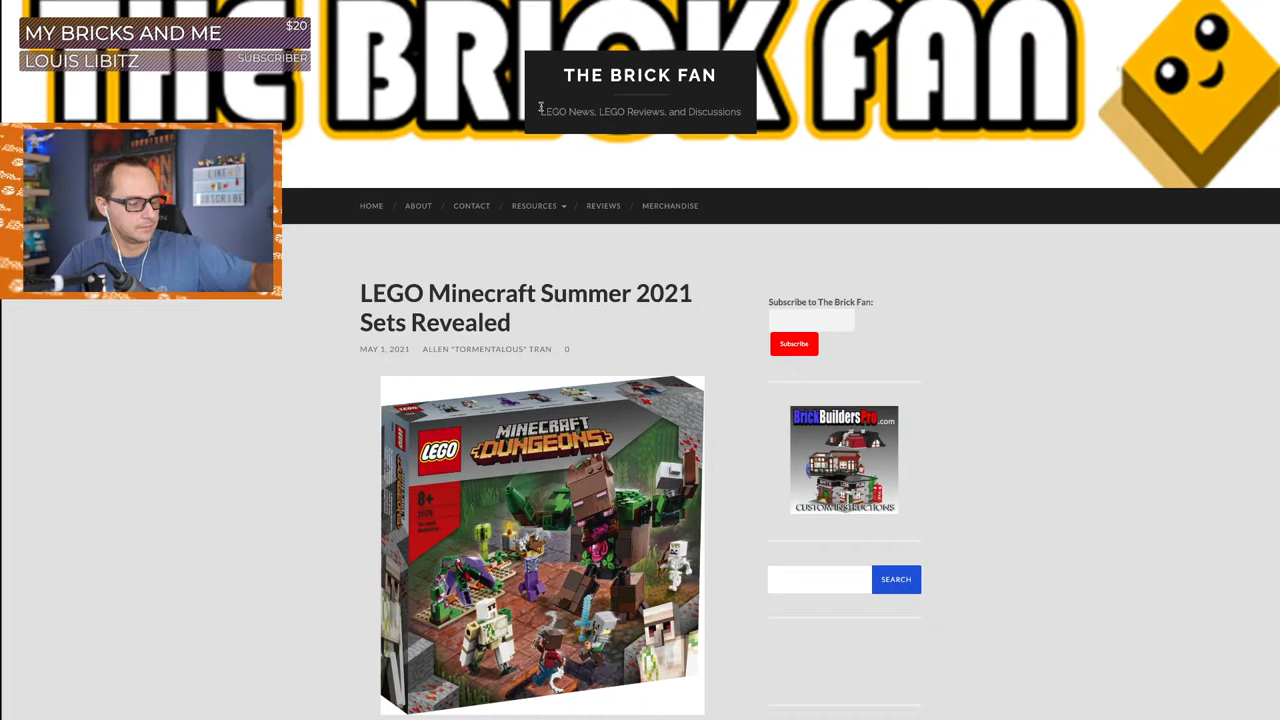 MY BRICKS AND ME
$20
LOUIS LIBITZ
SUBSCRIBER
THE BRICK FAN
THE BRICK FAN
LEGO News, LEGO Reviews, and Discussions
LIKE
SUBSCRIBE
HOME / ABOUT / CONTACT / RESOURCES / REVIEWS / MERCHANDISE
LEGO Minecraft Summer 2021
Sets Revealed
MAY 1, 2021 ALLEN "TORMENTALOUS" TRAN 0
LEGO
MINECRAFT
DUNGEONS
8+
Subscribe to The Brick Fan:
Subscribe
BrickBuildersPro.com
CUSTOM INSTRUCTIONS
SEARCH